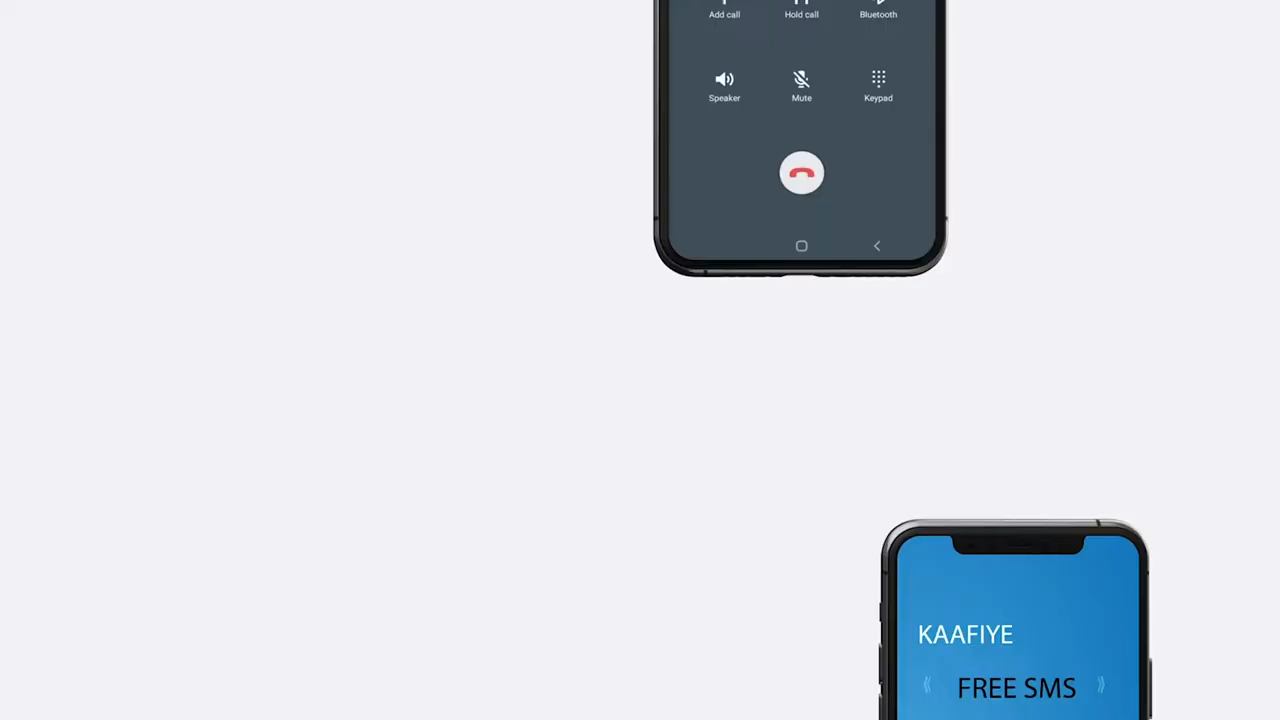 Add call Hold call Bluetooth
Speaker Mute Keypad
KAAFIYE
FREE SMS